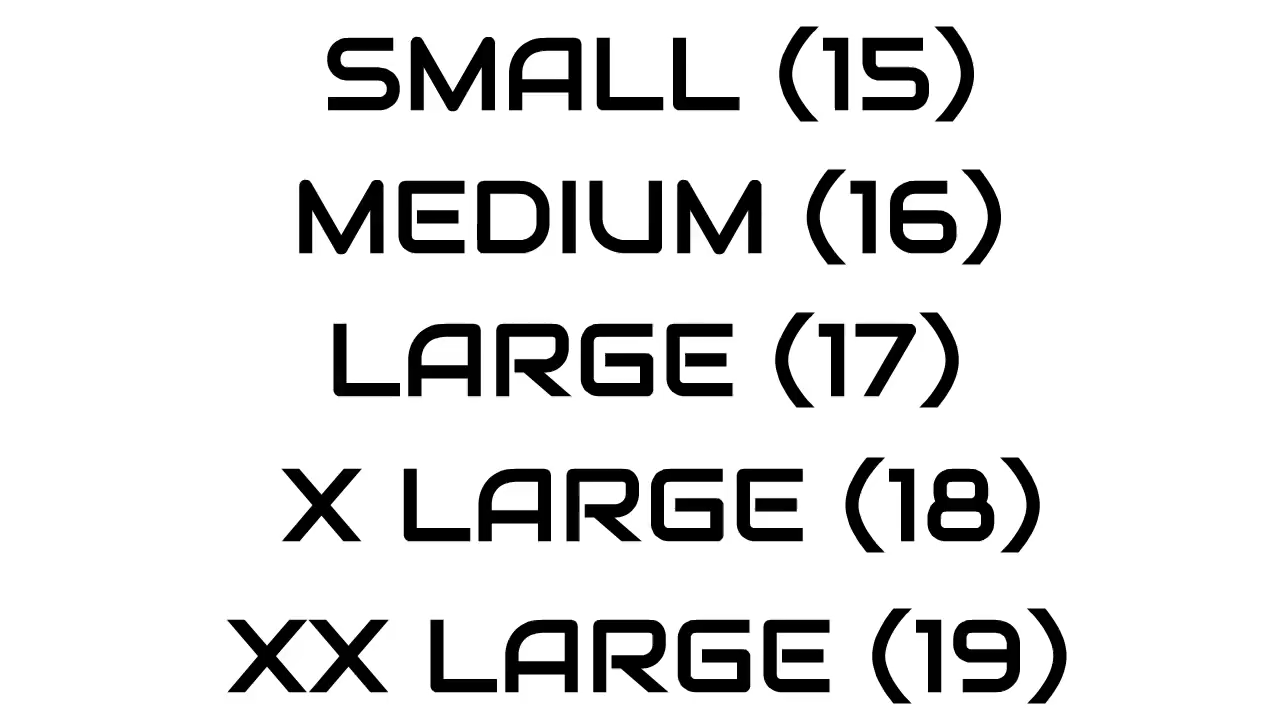 SMALL (15)
MEDIUM (16)
LARGE (17)
X LARGE (18)
XX LARGE (19)